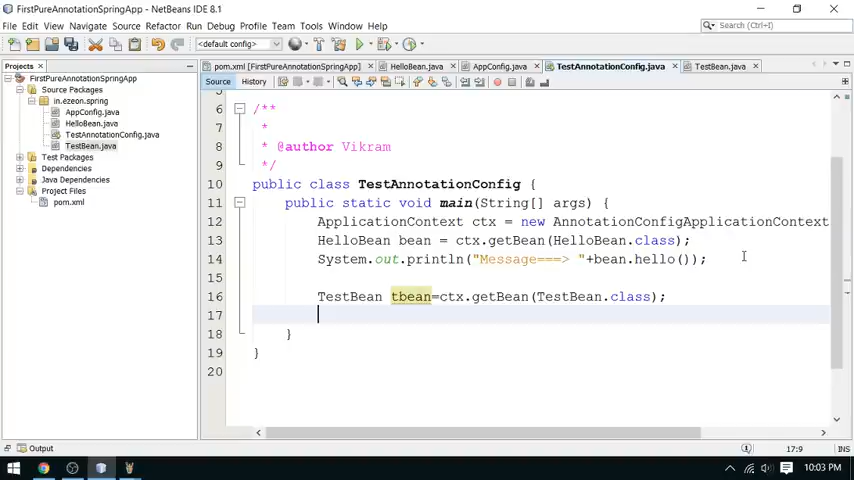 FirstPureAnnotationSpringApp - NetBeans IDE 8.1
File Edit View Navigate Source Refactor Run Debug Profile Team Tools Window Help
Search (Ctrl+I)
<default config>
Projects
pom.xml [FirstPureAnnotationSpringApp] HelloBean.java AppConfig.java TestAnnotationConfig.java TestBean.java
FirstPureAnnotationSpringApp
Source Packages
in.ezeon.spring
AppConfig.java
HelloBean.java
TestAnnotationConfig.java
TestBean.java
Test Packages
Dependencies
Java Dependencies
Project Files
pom.xml
Source History
5
6 /**
7 *
8 * @author Vikram
9 */
10 public class TestAnnotationConfig {
11 public static void main(String[] args) {
12 ApplicationContext ctx = new AnnotationConfigApplicationContext
13 HelloBean bean = ctx.getBean(HelloBean.class);
14 System.out.println("Message===> "+bean.hello());
15
16 TestBean tbean=ctx.getBean(TestBean.class);
17
18 }
19 }
20
Output
17:9
INS
10:03 PM